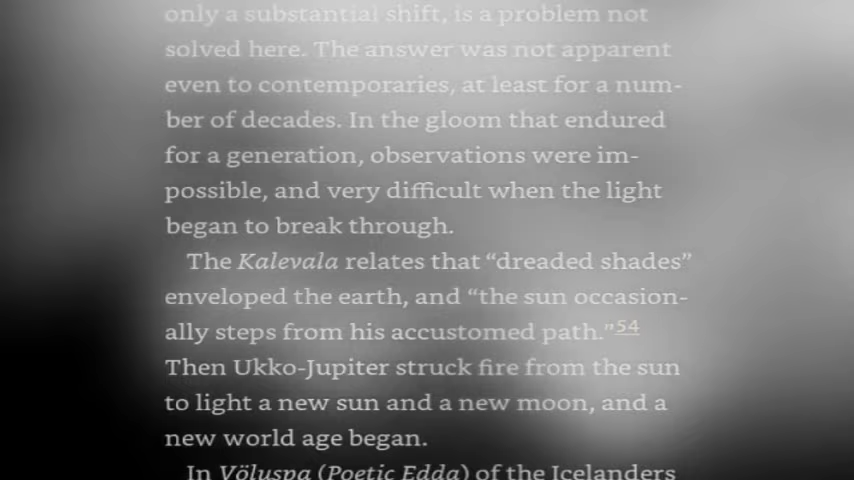 only a substantial shift, is a problem not
solved here. The answer was not apparent
even to contemporaries, at least for a num-
ber of decades. In the gloom that endured
for a generation, observations were im-
possible, and very difficult when the light
began to break through.
The Kalevala relates that “dreaded shades”
enveloped the earth, and “the sun occasion-
ally steps from his accustomed path.”54
Then Ukko-Jupiter struck fire from the sun
to light a new sun and a new moon, and a
new world age began.
In Völuspa (Poetic Edda) of the Icelanders